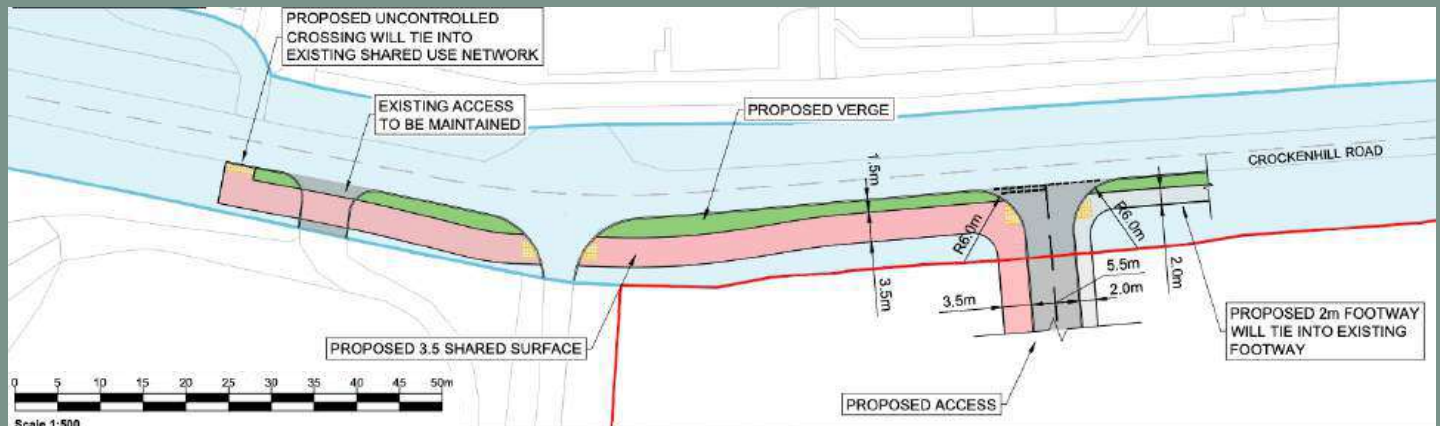 PROPOSED UNCONTROLLED
CROSSING WILL TIE INTO
EXISTING SHARED USE NETWORK
EXISTING ACCESS
TO BE MAINTAINED
PROPOSED VERGE
CROCKENHILL ROAD
1.5m
R6.0m
R6.0m
3.5m
2.0m
5.5m
3.5m
2.0m
PROPOSED 3.5 SHARED SURFACE
PROPOSED 2m FOOTWAY
WILL TIE INTO EXISTING
FOOTWAY
PROPOSED ACCESS
0 5 10 15 20 25 30 35 40 45 50m
Scale 1:500